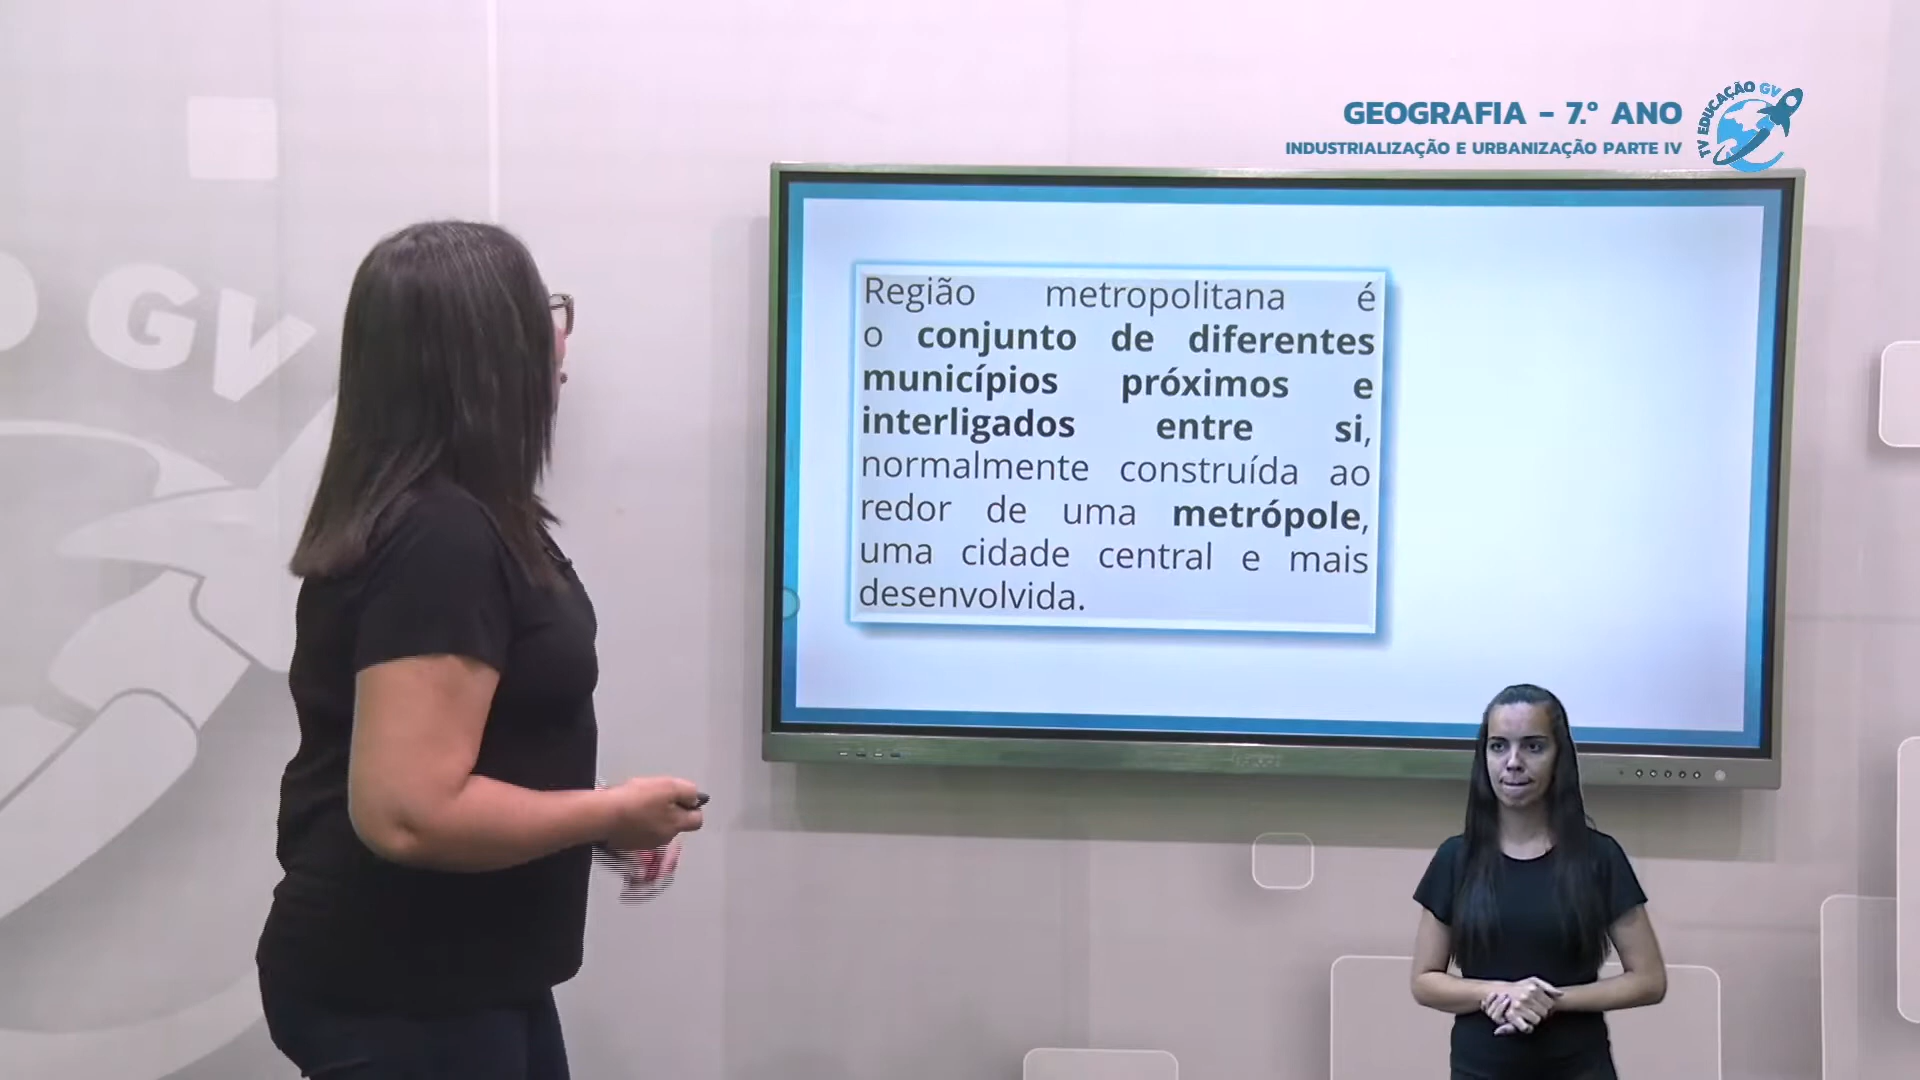 GEOGRAFIA - 7.º ANO
INDUSTRIALIZAÇÃO E URBANIZAÇÃO PARTE IV
TV EDUCAÇÃO GV
O GV
Região metropolitana é
o conjunto de diferentes
municípios próximos e
interligados entre si,
normalmente construída ao
redor de uma metrópole,
uma cidade central e mais
desenvolvida.